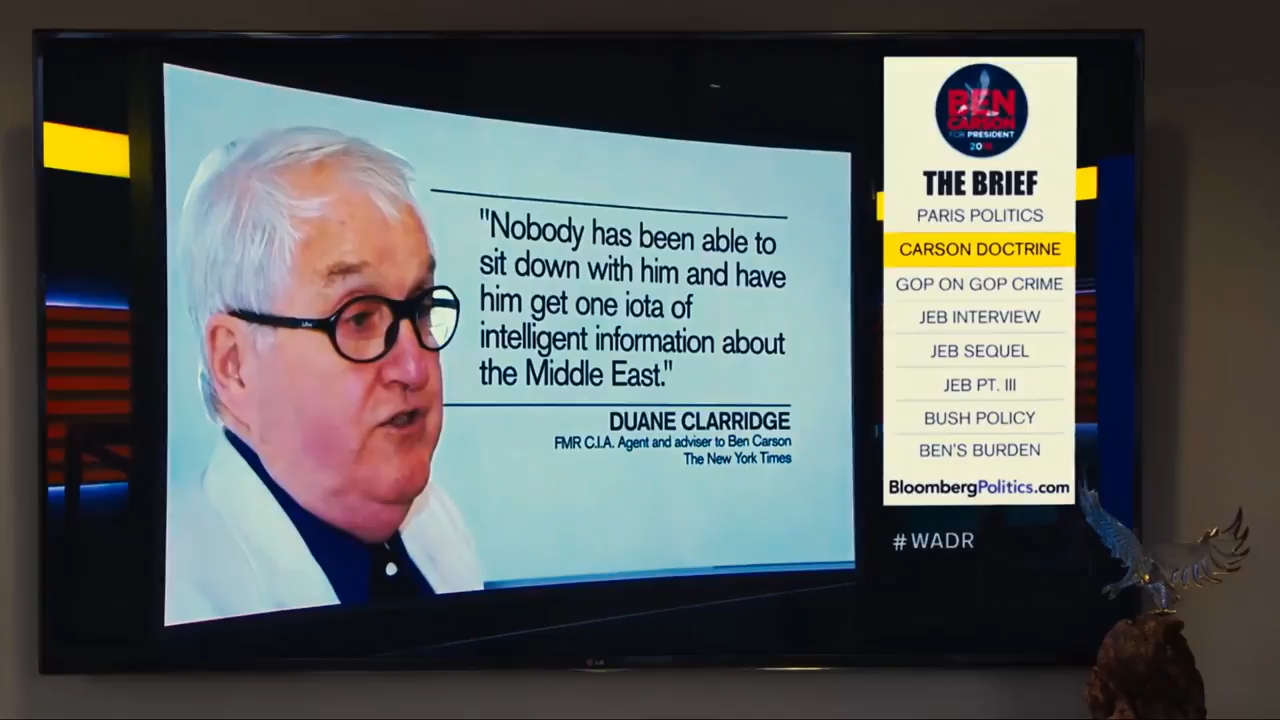 "Nobody has been able to
sit down with him and have
him get one iota of
intelligent information about
the Middle East."
DUANE CLARRIDGE
FMR C.I.A. Agent and adviser to Ben Carson
The New York Times
BEN
CARSON
FOR PRESIDENT
2016
THE BRIEF
PARIS POLITICS
CARSON DOCTRINE
GOP ON GOP CRIME
JEB INTERVIEW
JEB SEQUEL
JEB PT. III
BUSH POLICY
BEN'S BURDEN
BloombergPolitics.com
#WADR
LG